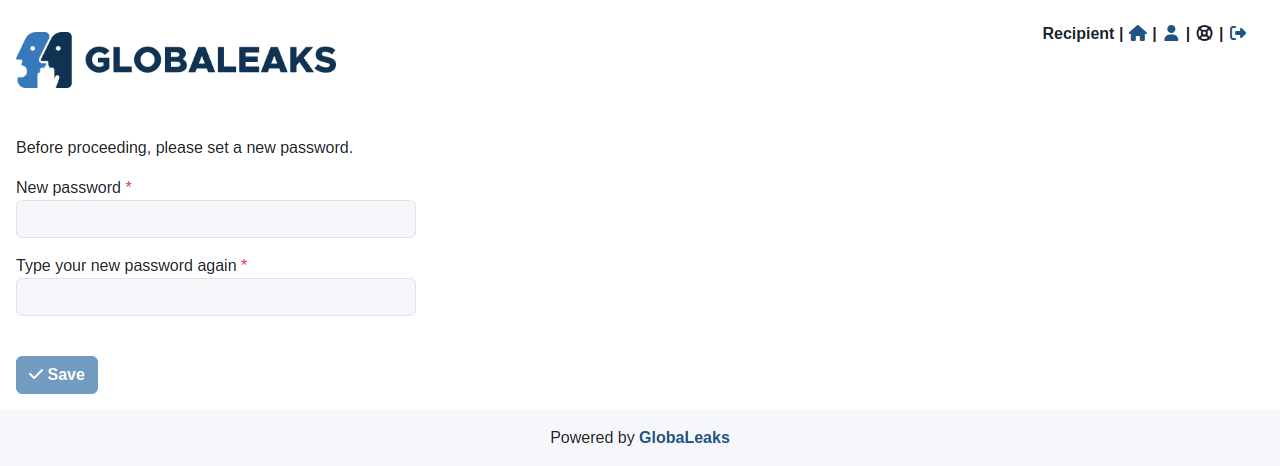 GLOBALEAKS
Recipient | | | |
Before proceeding, please set a new password.
New password *
Type your new password again *
Save
Powered by GlobaLeaks